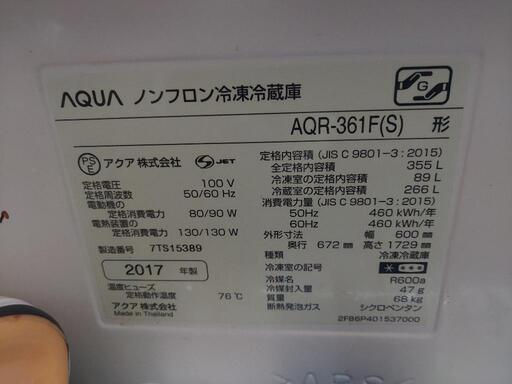 AQUA ノンフロン冷凍冷蔵庫
G
AQR-361F(S) 形
PS E アクア株式会社 S JET
定格電圧 100 V
定格周波数 50/60 Hz
電動機の
定格消費電力 80/90 W
電熱装置の
定格消費電力 130/130 W
製造番号 7TS15389
2017 年製
温度ヒューズ
定格動作温度 76℃
アクア株式会社
Made in Thailand
定格内容積 (JIS C 9801-3 : 2015)
全定格内容積 355 L
冷凍室の定格内容積 89 L
冷蔵室の定格内容積 266 L
消費電力量 (JIS C 9801-3 : 2015)
50Hz 460 kWh/年
60Hz 460 kWh/年
外形寸法 幅 600 mm
奥行 672 mm 高さ 1729 mm
種類 冷凍冷蔵庫
冷凍室の記号
冷媒名 R600a
冷媒封入量 47 g
質量 68 kg
断熱発泡ガス シクロペンタン
2FB6P401537000